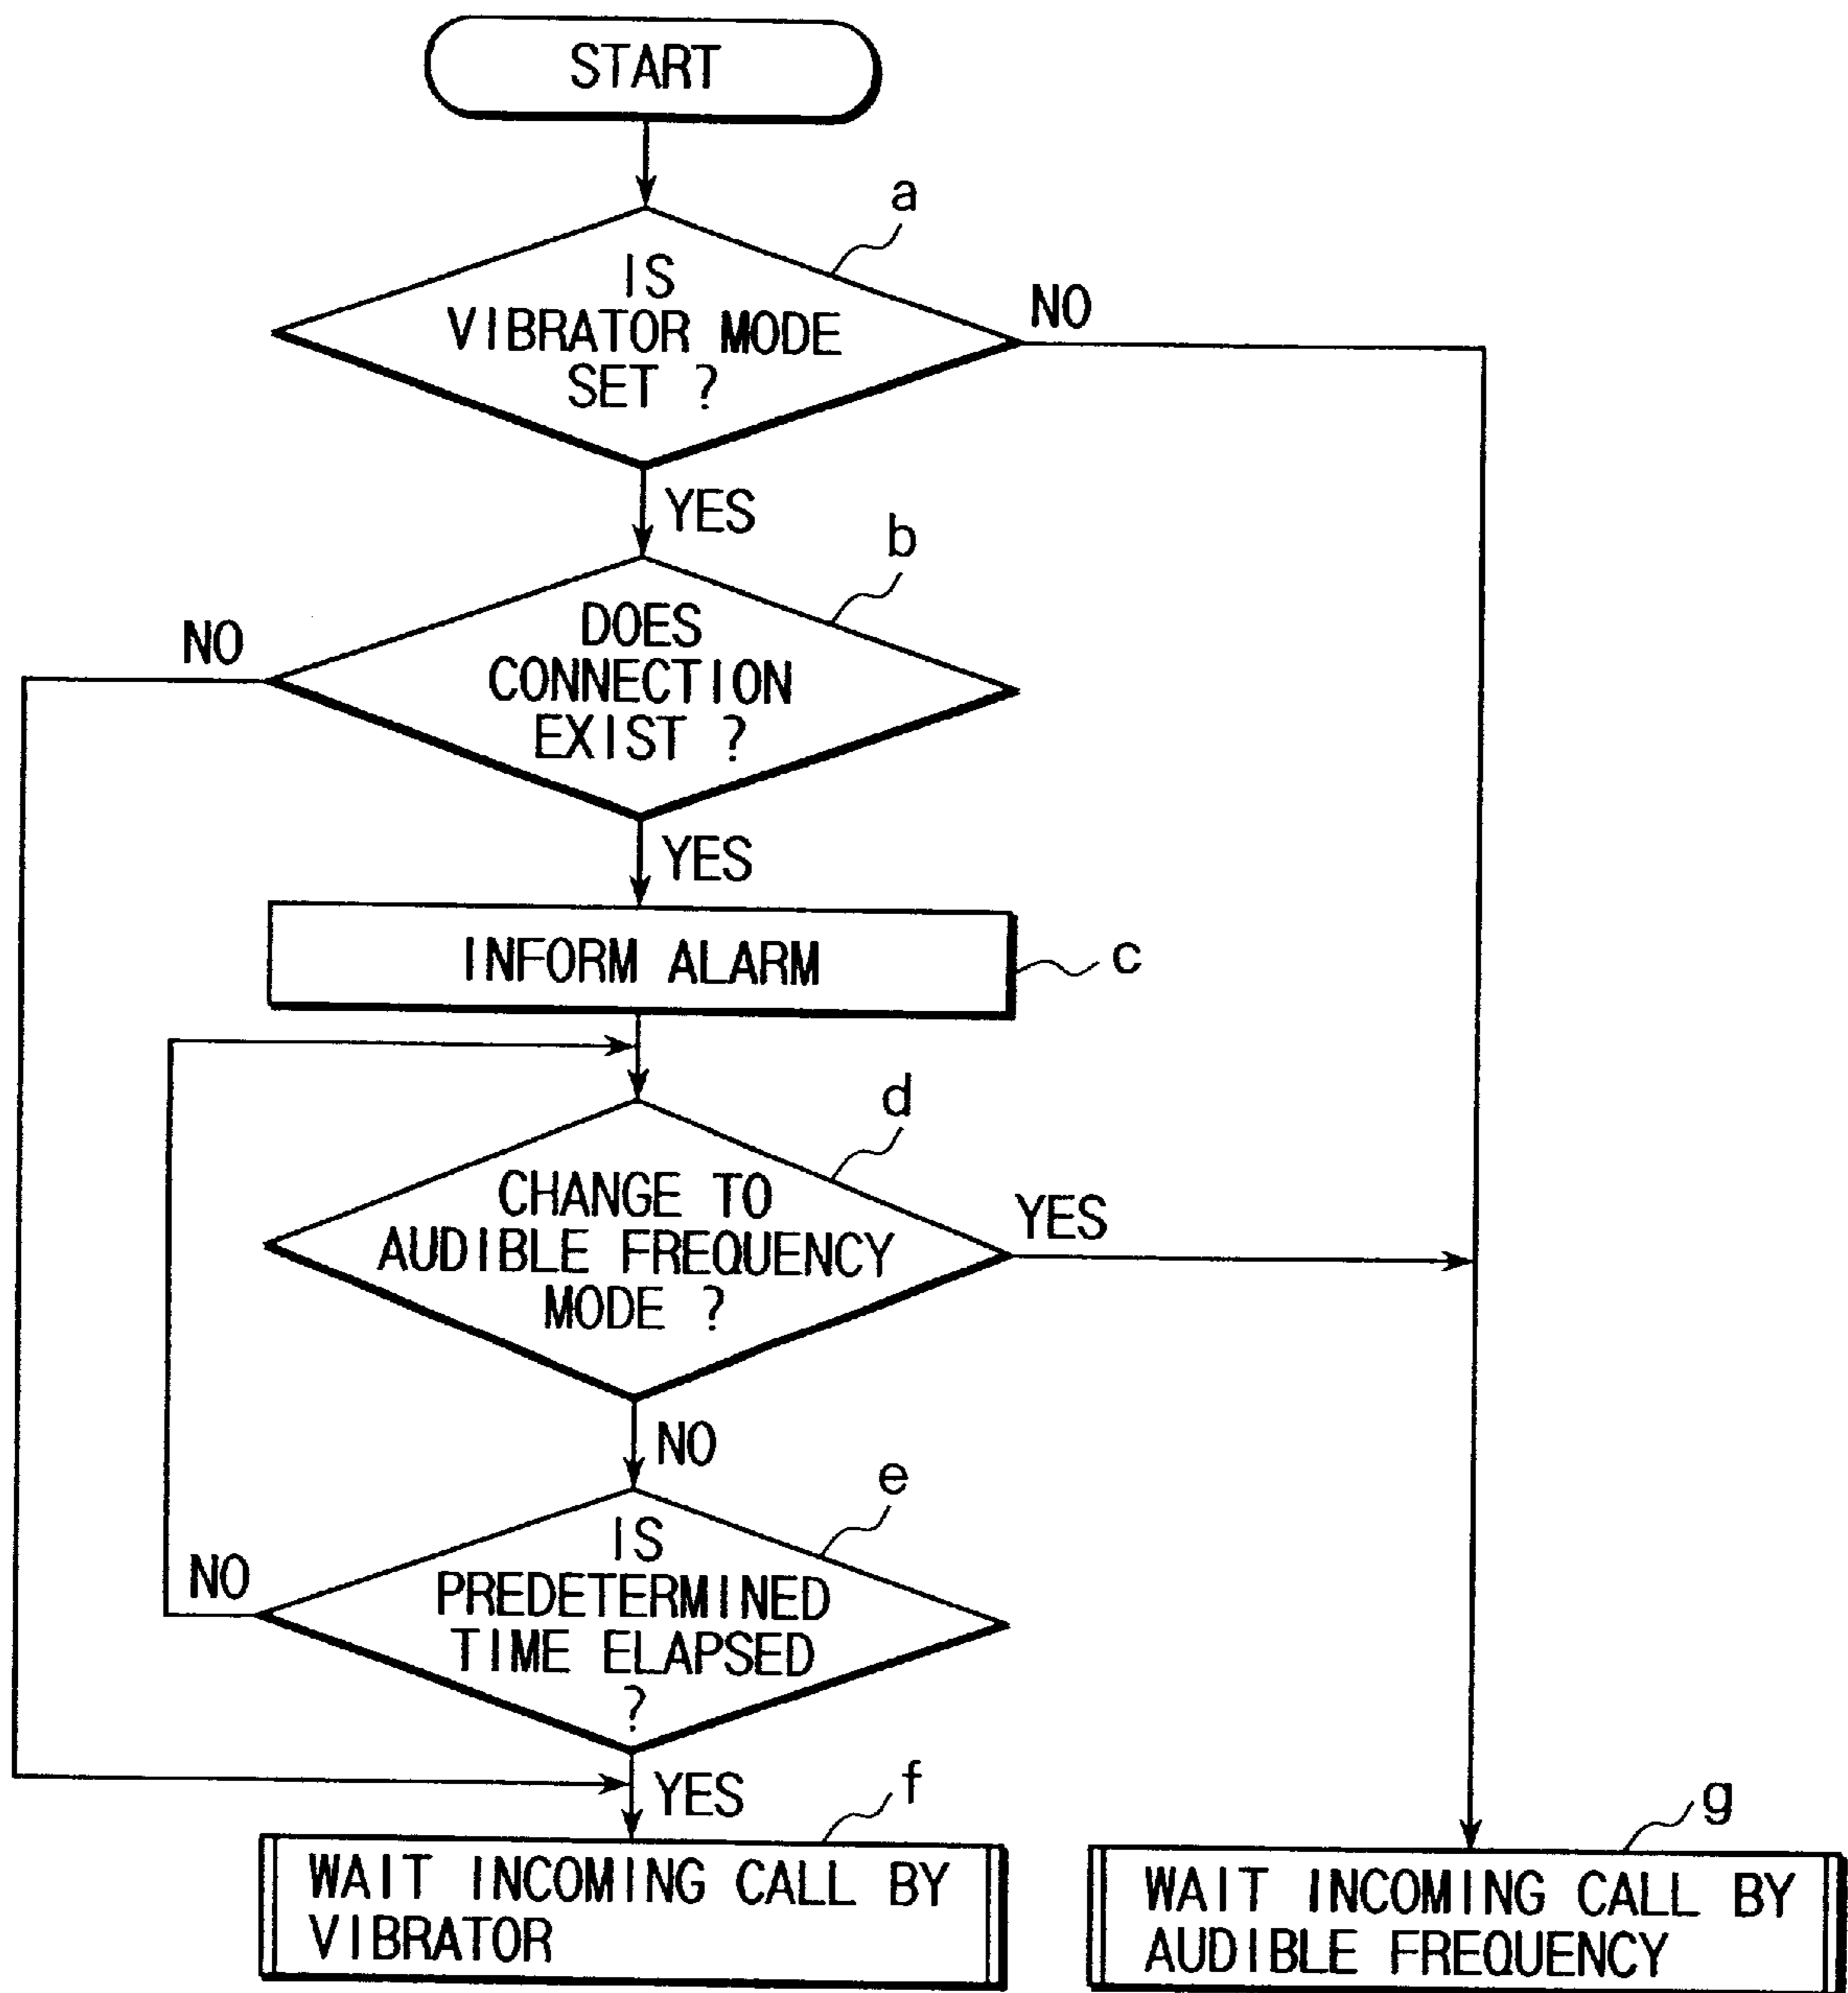 START
a
IS
VIBRATOR MODE
SET ?
NO
YES
b
DOES
CONNECTION
EXIST ?
NO
YES
INFORM ALARM
c
d
CHANGE TO
AUDIBLE FREQUENCY
MODE ?
YES
NO
e
IS
PREDETERMINED
TIME ELAPSED
?
NO
YES
f
WAIT INCOMING CALL BY
VIBRATOR
g
WAIT INCOMING CALL BY
AUDIBLE FREQUENCY